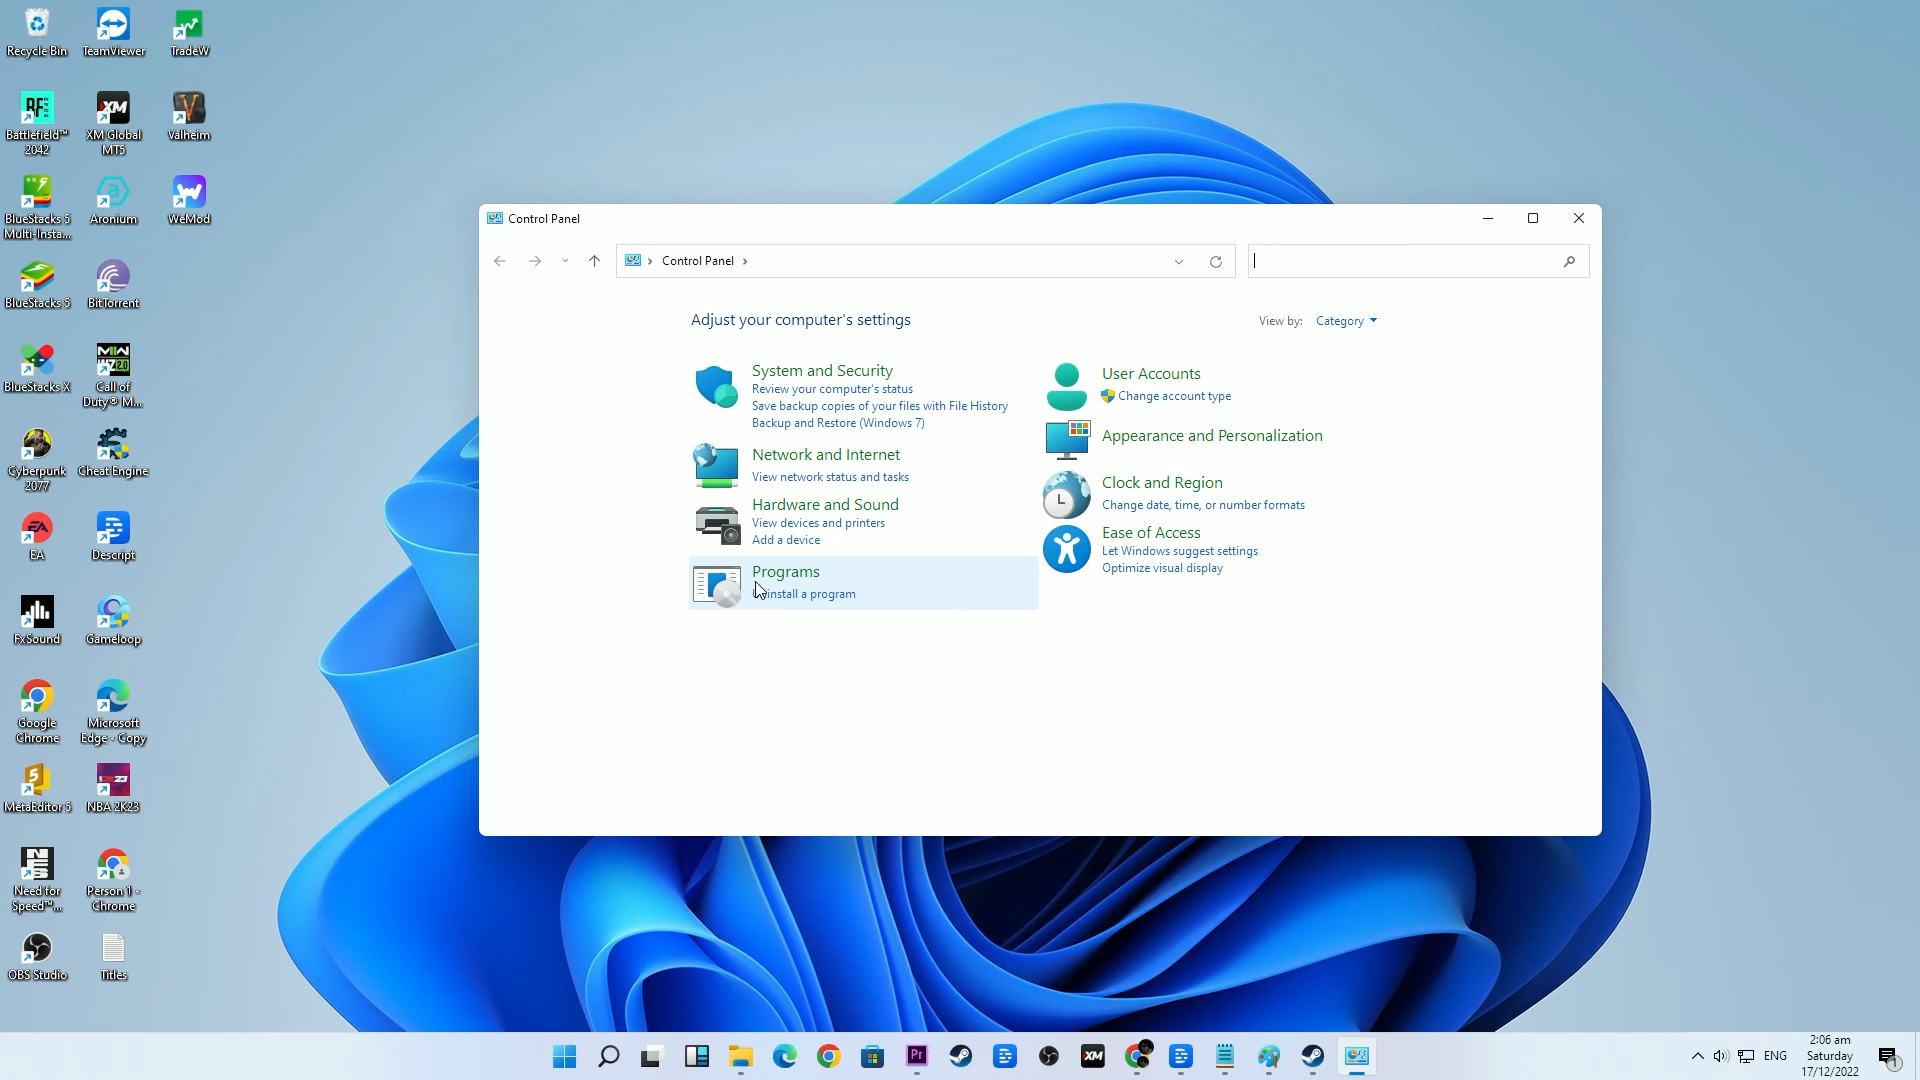 Recycle Bin
TeamViewer
TradeW
Battlefield™
2042
XM Global
MT5
Valheim
BlueStacks 5
Multi-Insta...
Aronium
WeMod
BlueStacks 5
BitTorrent
BlueStacks X
Call of
Duty® M...
Cyberpunk
2077
Cheat Engine
EA
Descript
FxSound
Gameloop
Google
Chrome
Microsoft
Edge - Copy
MetaEditor 5
NBA 2K23
Need for
Speed™...
Person 1 -
Chrome
OBS Studio
Titles
Control Panel
Control Panel
Adjust your computer's settings
View by: Category
System and Security
Review your computer's status
Save backup copies of your files with File History
Backup and Restore (Windows 7)
Network and Internet
View network status and tasks
Hardware and Sound
View devices and printers
Add a device
Programs
Uninstall a program
User Accounts
Change account type
Appearance and Personalization
Clock and Region
Change date, time, or number formats
Ease of Access
Let Windows suggest settings
Optimize visual display
Pr
XM
ENG
2:06 am
Saturday
17/12/2022
1